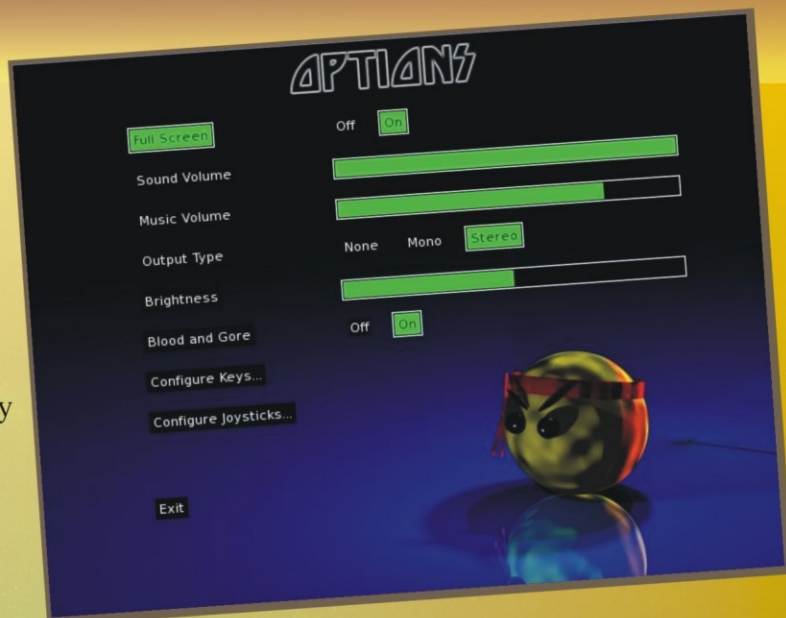 OPTIONS
Full Screen Off On
Sound Volume
Music Volume
Output Type None Mono Stereo
Brightness
Blood and Gore Off On
Configure Keys...
Configure Joysticks...
Exit
y